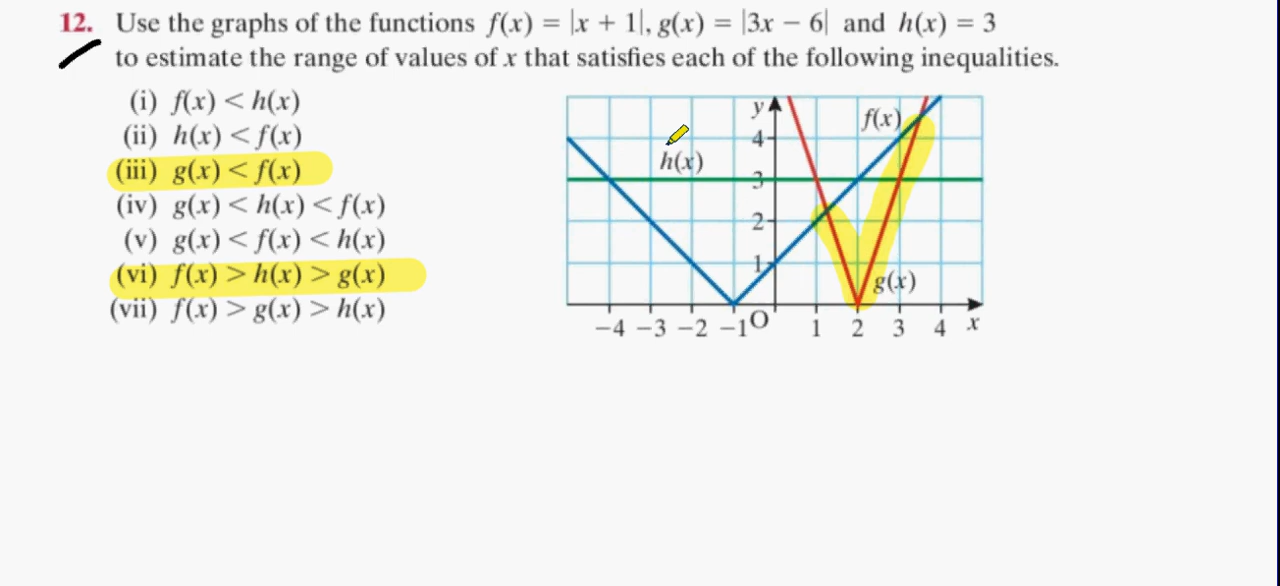 12. Use the graphs of the functions f(x) = |x + 1|, g(x) = |3x − 6| and h(x) = 3
to estimate the range of values of x that satisfies each of the following inequalities.
(i) f(x) < h(x)
(ii) h(x) < f(x)
(iii) g(x) < f(x)
(iv) g(x) < h(x) < f(x)
(v) g(x) < f(x) < h(x)
(vi) f(x) > h(x) > g(x)
(vii) f(x) > g(x) > h(x)
y
f(x)
4
h(x)
3
2
1
g(x)
−4 −3 −2 −1 O 1 2 3 4 x